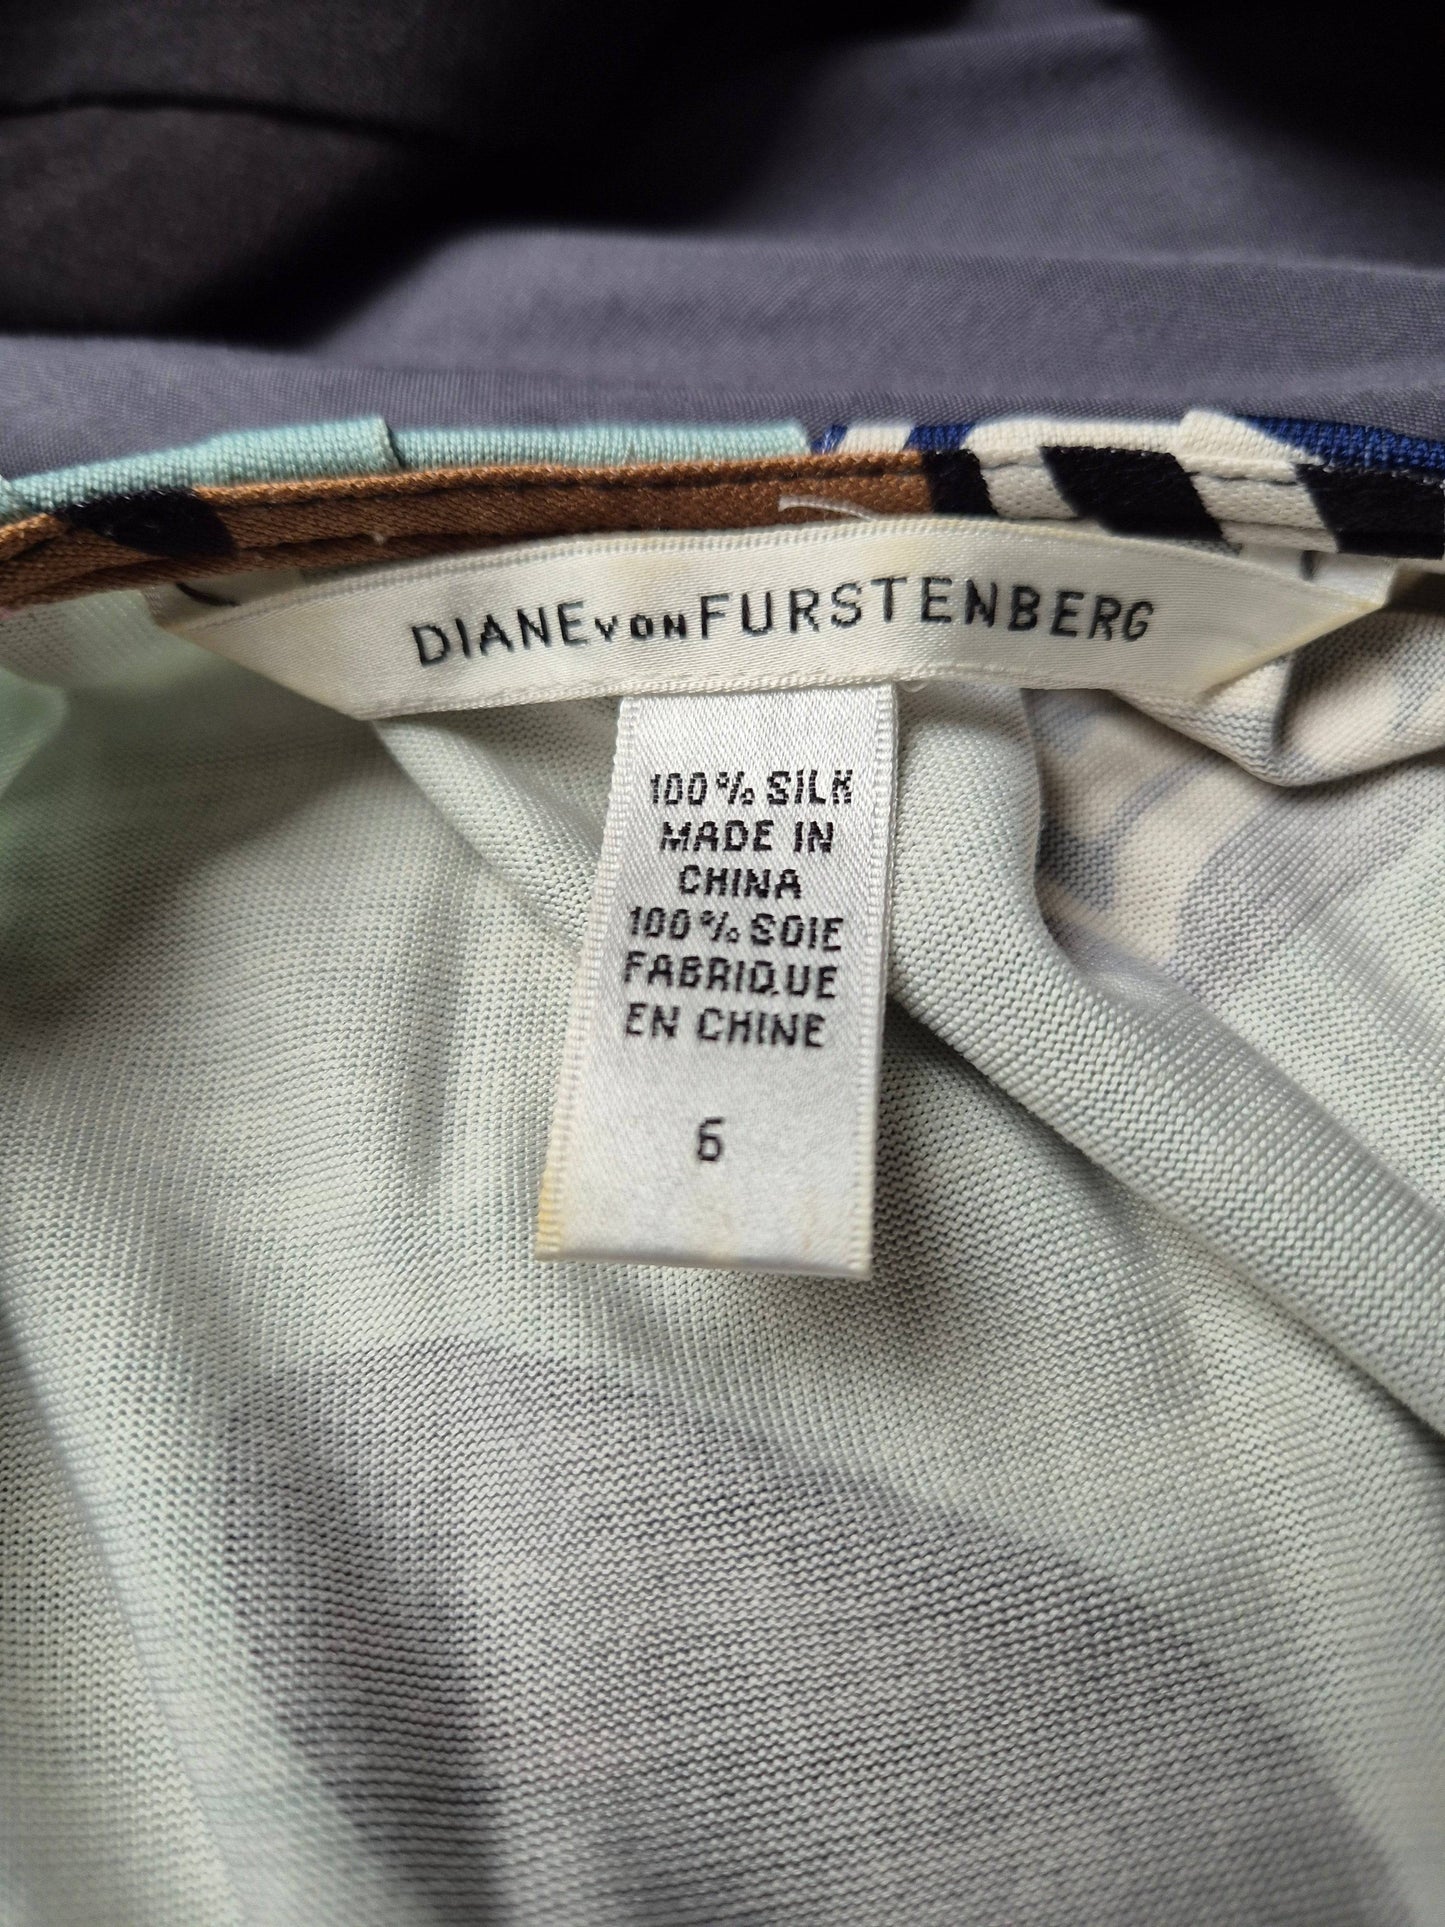 DIANE von FURSTENBERG
100% SILK
MADE IN
CHINA
100% SOIE
FABRIQUE
EN CHINE
6